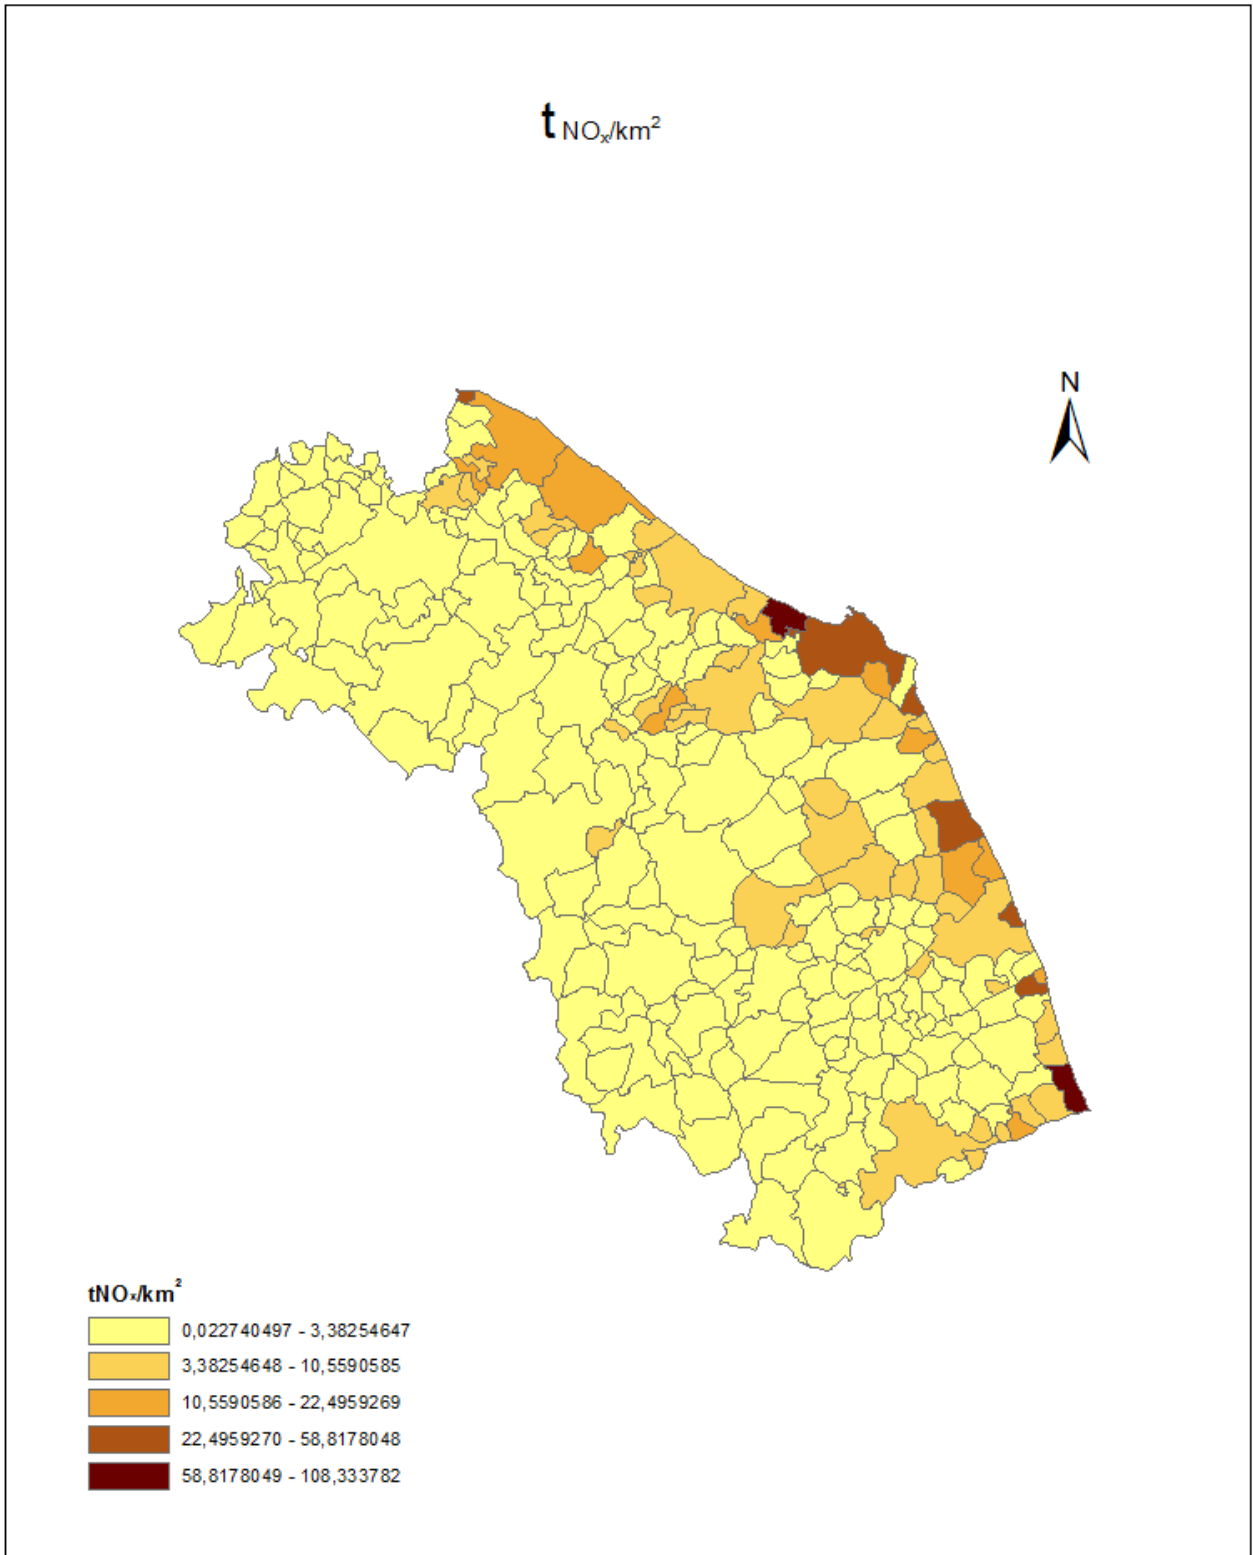 t NOₓ/km²
N
tNOₓ/km²
0,022740497 - 3,38254647
3,38254648 - 10,5590585
10,5590586 - 22,4959269
22,4959270 - 58,8178048
58,8178049 - 108,333782